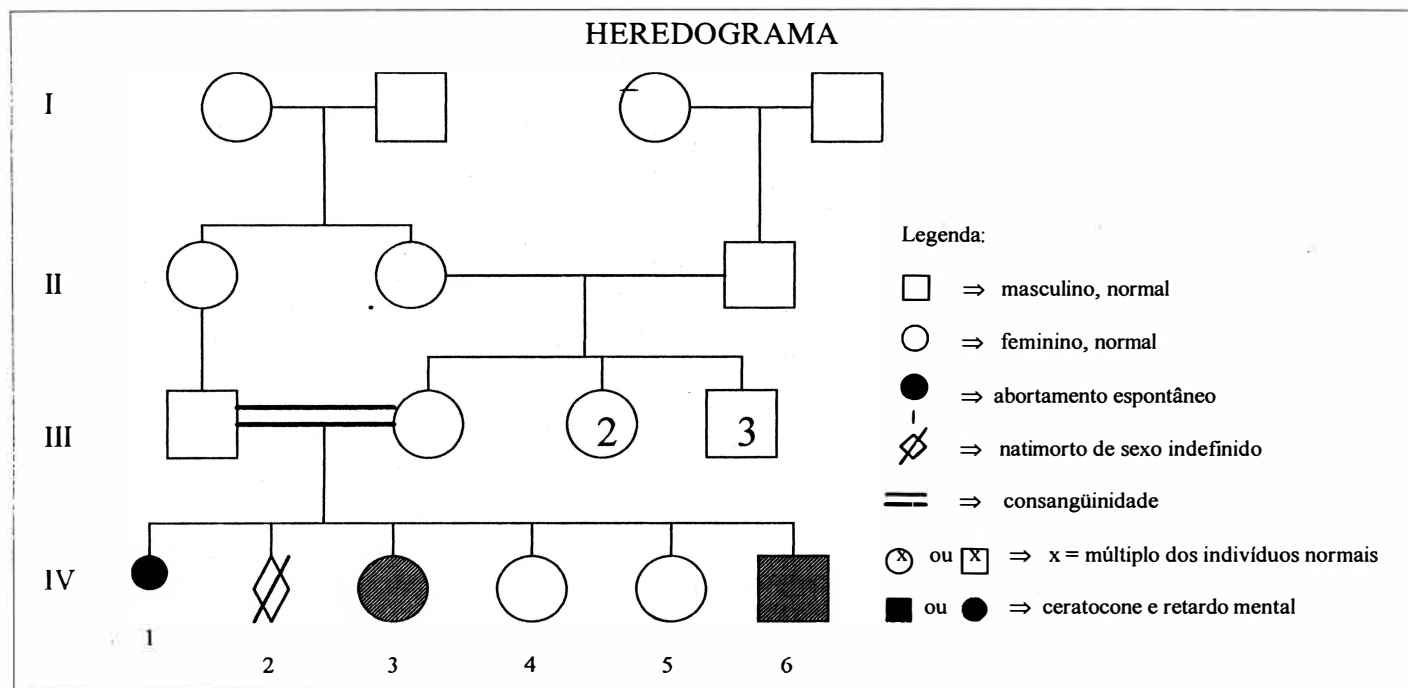 HEREDOGRAMA
I
II
III
2
3
IV
1
2
3
4
5
6
Legenda:
⇒ masculino, normal
⇒ feminino, normal
⇒ abortamento espontâneo
⇒ natimorto de sexo indefinido
⇒ consangüinidade
x ou x ⇒ x = múltiplo dos indivíduos normais
ou ⇒ ceratocone e retardo mental